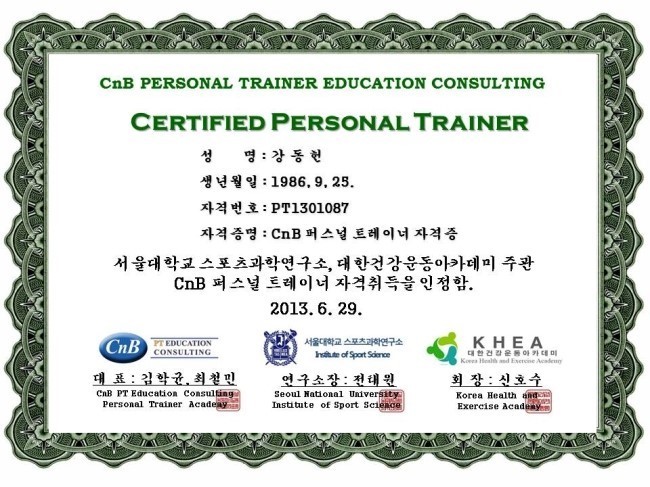 CnB PERSONAL TRAINER EDUCATION CONSULTING
CERTIFIED PERSONAL TRAINER
성 명 : 강 동 헌
생년월일 : 1986. 9. 25.
자격번호 : PT1301087
자격증명 : CnB 퍼스널 트레이너 자격증
서울대학교 스포츠과학연구소, 대한건강운동아카데미 주관
CnB 퍼스널 트레이너 자격취득을 인정함.
2013. 6. 29.
CnB PT EDUCATION CONSULTING
서울대학교 스포츠과학연구소
Institute of Sport Science
KHEA
대한건강운동아카데미
Korea Health and Exercise Academy
대 표 : 김학균, 최철민
CnB PT Education Consulting
Personal Trainer Academy
연구소장 : 전태원
Seoul National University
Institute of Sport Science
회 장 : 신호수
Korea Health and
Exercise Academy